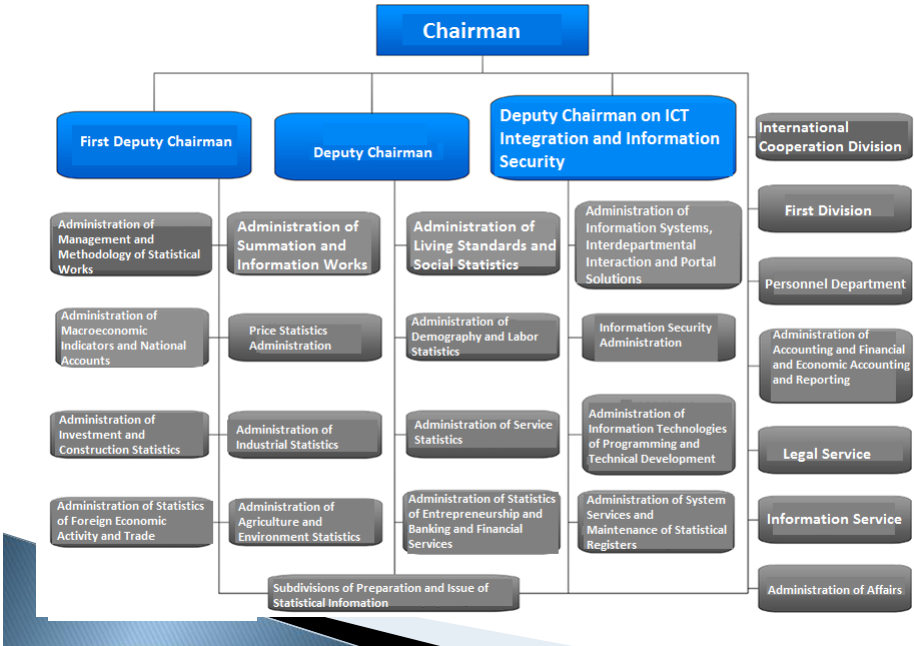 Chairman
First Deputy Chairman
Deputy Chairman
Deputy Chairman on ICT
Integration and Information
Security
International
Cooperation Division
First Division
Personnel Department
Administration of
Accounting and Financial
and Economic Accounting
and Reporting
Legal Service
Information Service
Administration of Affairs
Administration of
Management and
Methodology of Statistical
Works
Administration of
Summation and
Information Works
Administration of
Living Standards and
Social Statistics
Administration of
Information Systems,
Interdepartmental
Interaction and Portal
Solutions
Administration of
Macroeconomic
Indicators and National
Accounts
Price Statistics
Administration
Administration of
Demography and Labor
Statistics
Information Security
Administration
Administration of
Investment and
Construction Statistics
Administration of
Industrial Statistics
Administration of Service
Statistics
Administration of
Information Technologies
of Programming and
Technical Development
Administration of Statistics
of Foreign Economic
Activity and Trade
Administration of
Agriculture and
Environment Statistics
Administration of Statistics
of Entrepreneurship and
Banking and Financial
Services
Administration of System
Services and
Maintenance of Statistical
Registers
Subdivisions of Preparation and Issue of
Statistical Infomation